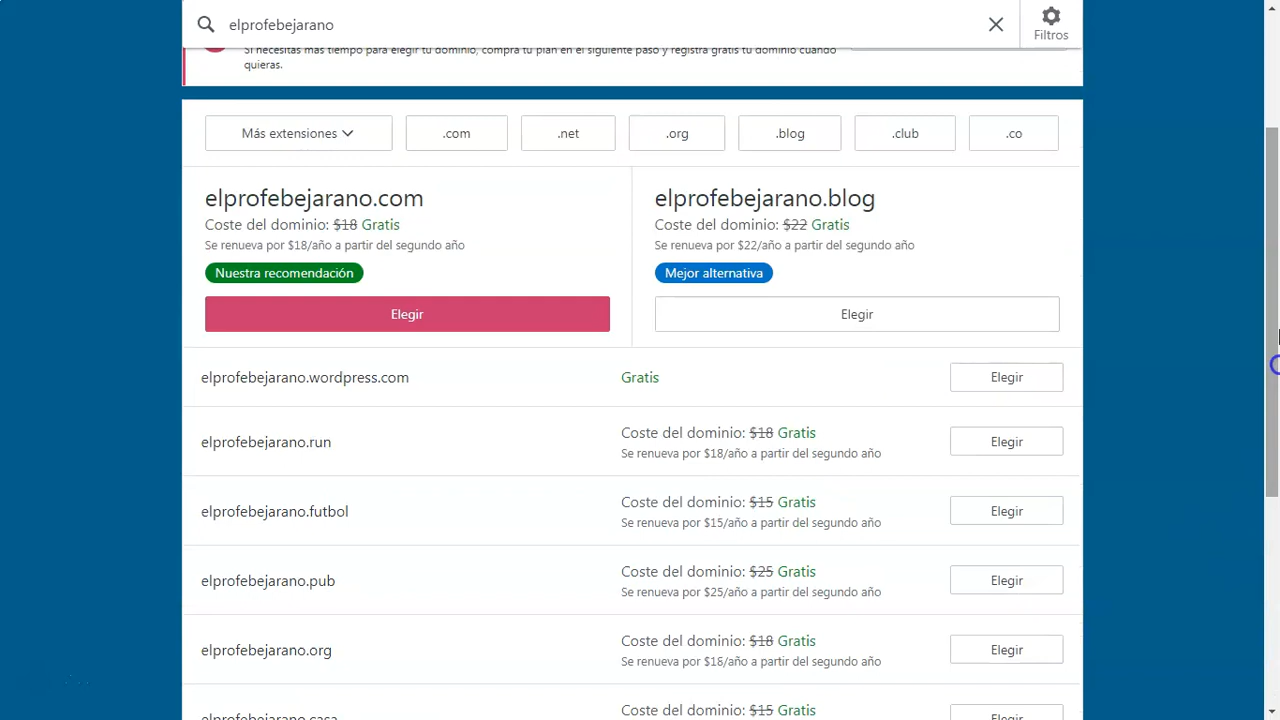 elprofebejarano
Filtros
Si necesitas más tiempo para elegir tu dominio, compra tu plan en el siguiente paso y registra gratis tu dominio cuando
quieras.
Más extensiones .com .net .org .blog .club .co
elprofebejarano.com
Coste del dominio: $18 Gratis
Se renueva por $18/año a partir del segundo año
Nuestra recomendación
Elegir
elprofebejarano.blog
Coste del dominio: $22 Gratis
Se renueva por $22/año a partir del segundo año
Mejor alternativa
Elegir
elprofebejarano.wordpress.com
Gratis
Elegir
elprofebejarano.run
Coste del dominio: $18 Gratis
Se renueva por $18/año a partir del segundo año
Elegir
elprofebejarano.futbol
Coste del dominio: $15 Gratis
Se renueva por $15/año a partir del segundo año
Elegir
elprofebejarano.pub
Coste del dominio: $25 Gratis
Se renueva por $25/año a partir del segundo año
Elegir
elprofebejarano.org
Coste del dominio: $18 Gratis
Se renueva por $18/año a partir del segundo año
Elegir
elprofebejarano.casa
Coste del dominio: $15 Gratis
Elegir